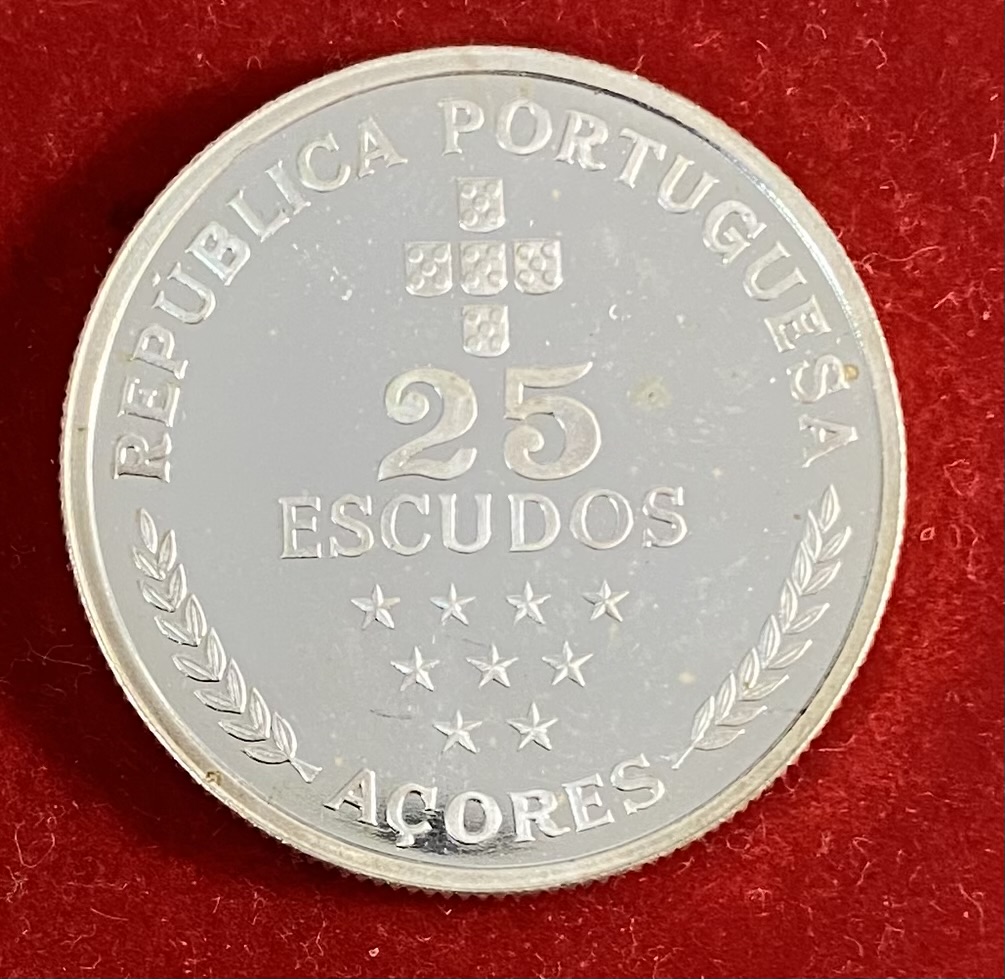 REPÚBLICA PORTUGUESA
25
ESCUDOS
AÇORES